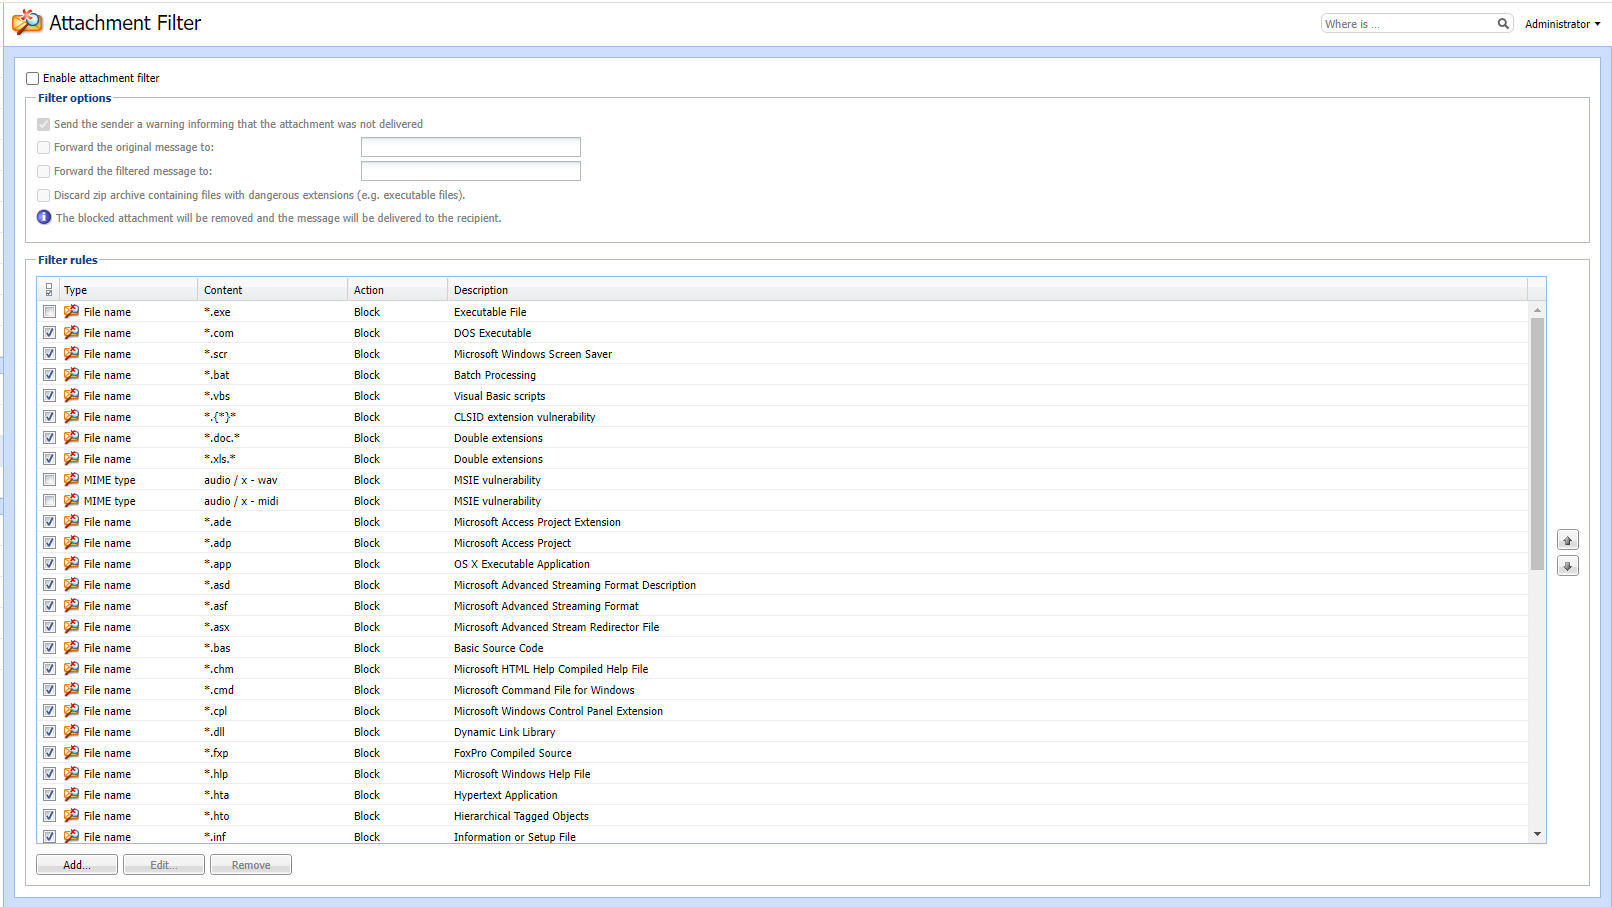 Attachment Filter
Where is ...
Administrator
Enable attachment filter
Filter options
Send the sender a warning informing that the attachment was not delivered
Forward the original message to:
Forward the filtered message to:
Discard zip archive containing files with dangerous extensions (e.g. executable files).
The blocked attachment will be removed and the message will be delivered to the recipient.
Filter rules
Type Content Action Description
File name *.exe Block Executable File
File name *.com Block DOS Executable
File name *.scr Block Microsoft Windows Screen Saver
File name *.bat Block Batch Processing
File name *.vbs Block Visual Basic scripts
File name *.{*}* Block CLSID extension vulnerability
File name *.doc.* Block Double extensions
File name *.xls.* Block Double extensions
MIME type audio / x - wav Block MSIE vulnerability
MIME type audio / x - midi Block MSIE vulnerability
File name *.ade Block Microsoft Access Project Extension
File name *.adp Block Microsoft Access Project
File name *.app Block OS X Executable Application
File name *.asd Block Microsoft Advanced Streaming Format Description
File name *.asf Block Microsoft Advanced Streaming Format
File name *.asx Block Microsoft Advanced Stream Redirector File
File name *.bas Block Basic Source Code
File name *.chm Block Microsoft HTML Help Compiled Help File
File name *.cmd Block Microsoft Command File for Windows
File name *.cpl Block Microsoft Windows Control Panel Extension
File name *.dll Block Dynamic Link Library
File name *.fxp Block FoxPro Compiled Source
File name *.hlp Block Microsoft Windows Help File
File name *.hta Block Hypertext Application
File name *.hto Block Hierarchical Tagged Objects
File name *.inf Block Information or Setup File
Add... Edit... Remove